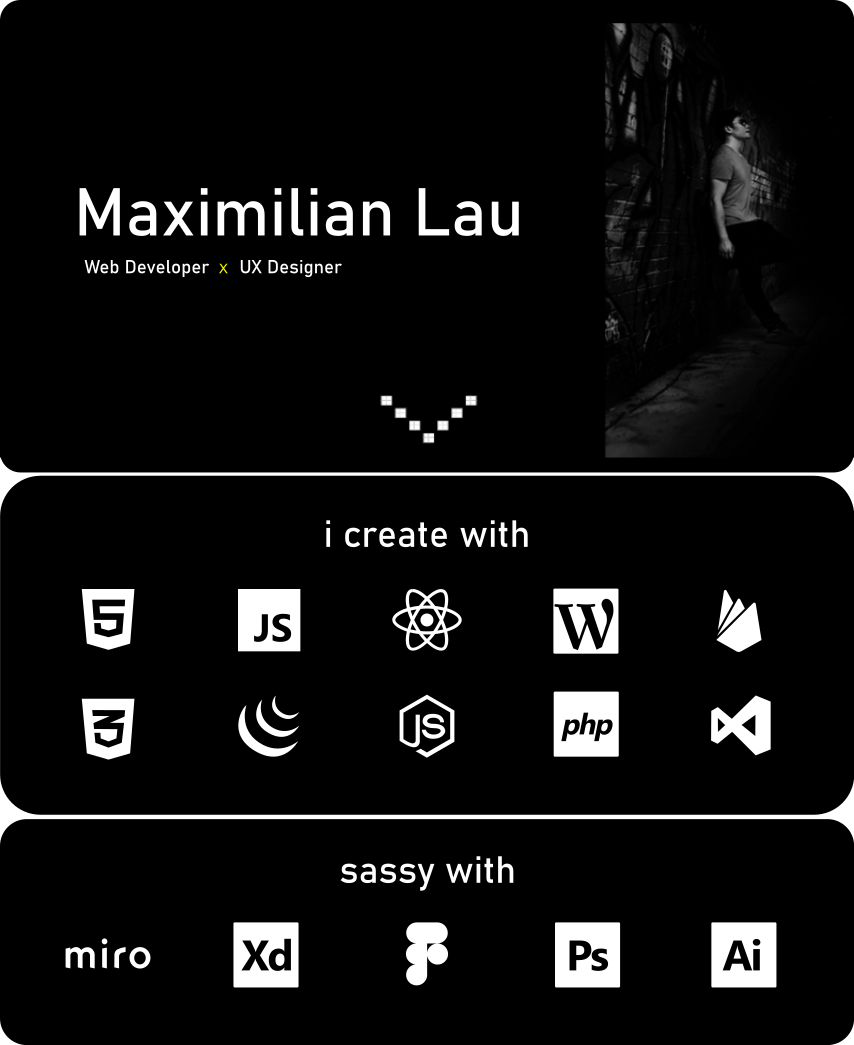 Maximilian Lau
Web Developer x UX Designer
i create with
5 JS W
3 JS php
sassy with
miro Xd Ps Ai